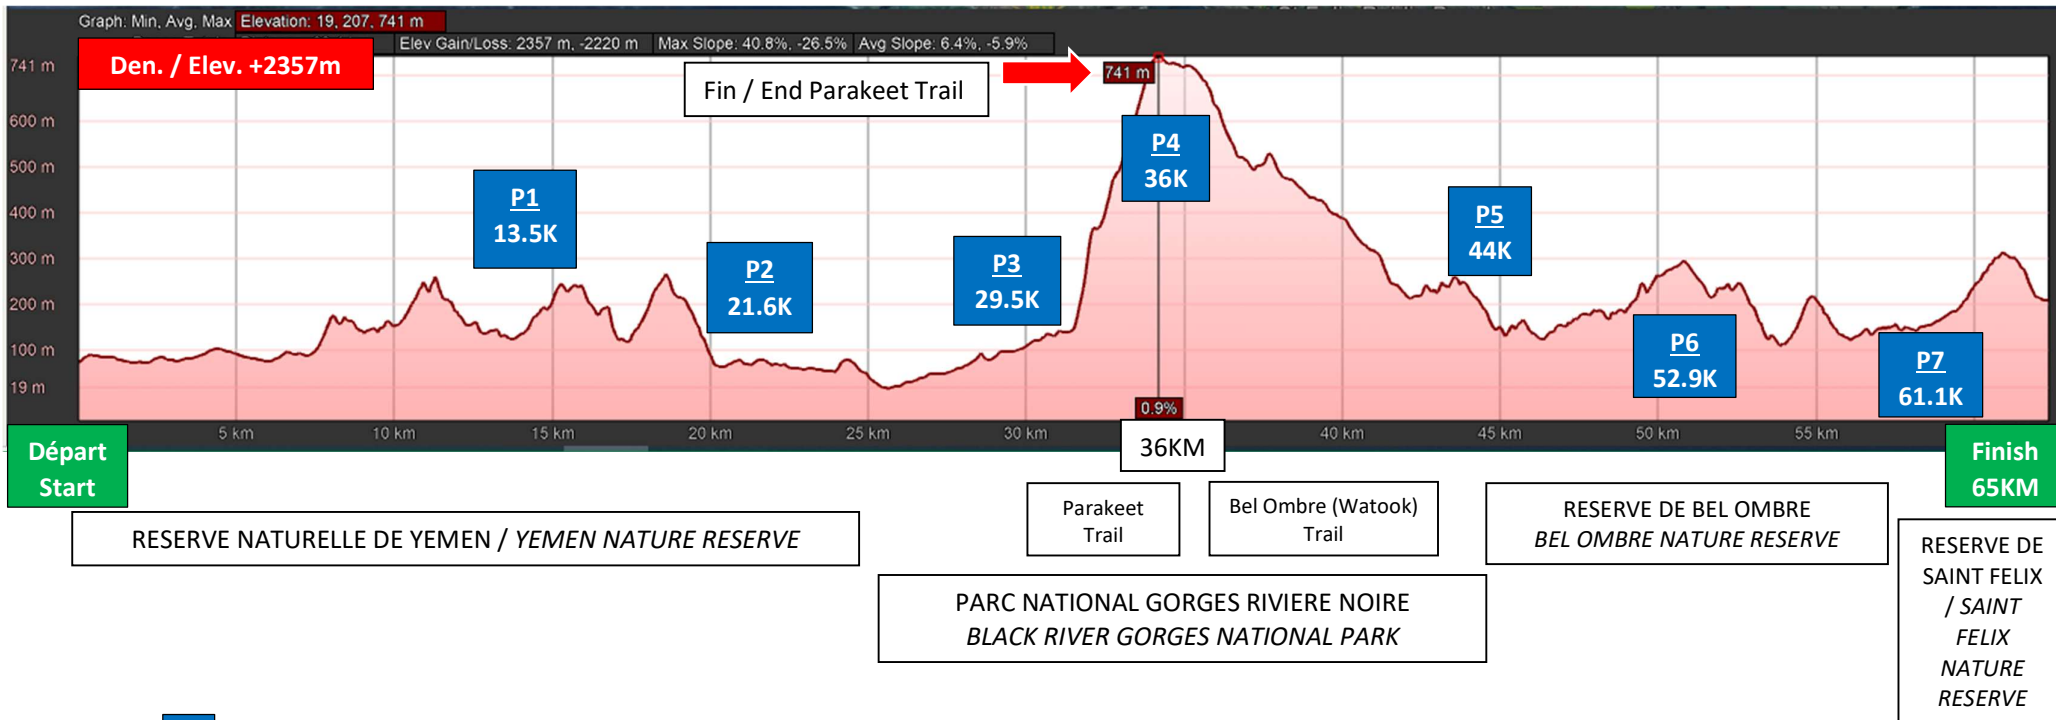 Graph: Min, Avg, Max Elevation: 19, 207, 741 m
Elev Gain/Loss: 2357 m, -2220 m Max Slope: 40.8%, -26.5% Avg Slope: 6.4%, -5.9%
Den. / Elev. +2357m
Fin / End Parakeet Trail
741 m
741 m
600 m
500 m
400 m
300 m
200 m
100 m
19 m
P1
13.5K
P2
21.6K
P3
29.5K
P4
36K
P5
44K
P6
52.9K
P7
61.1K
0.9%
5 km
10 km
15 km
20 km
25 km
30 km
40 km
45 km
50 km
55 km
36KM
Départ
Start
Finish
65KM
Parakeet
Trail
Bel Ombre (Watook)
Trail
RESERVE NATURELLE DE YEMEN / YEMEN NATURE RESERVE
RESERVE DE BEL OMBRE
BEL OMBRE NATURE RESERVE
PARC NATIONAL GORGES RIVIERE NOIRE
BLACK RIVER GORGES NATIONAL PARK
RESERVE DE
SAINT FELIX
/ SAINT
FELIX
NATURE
RESERVE